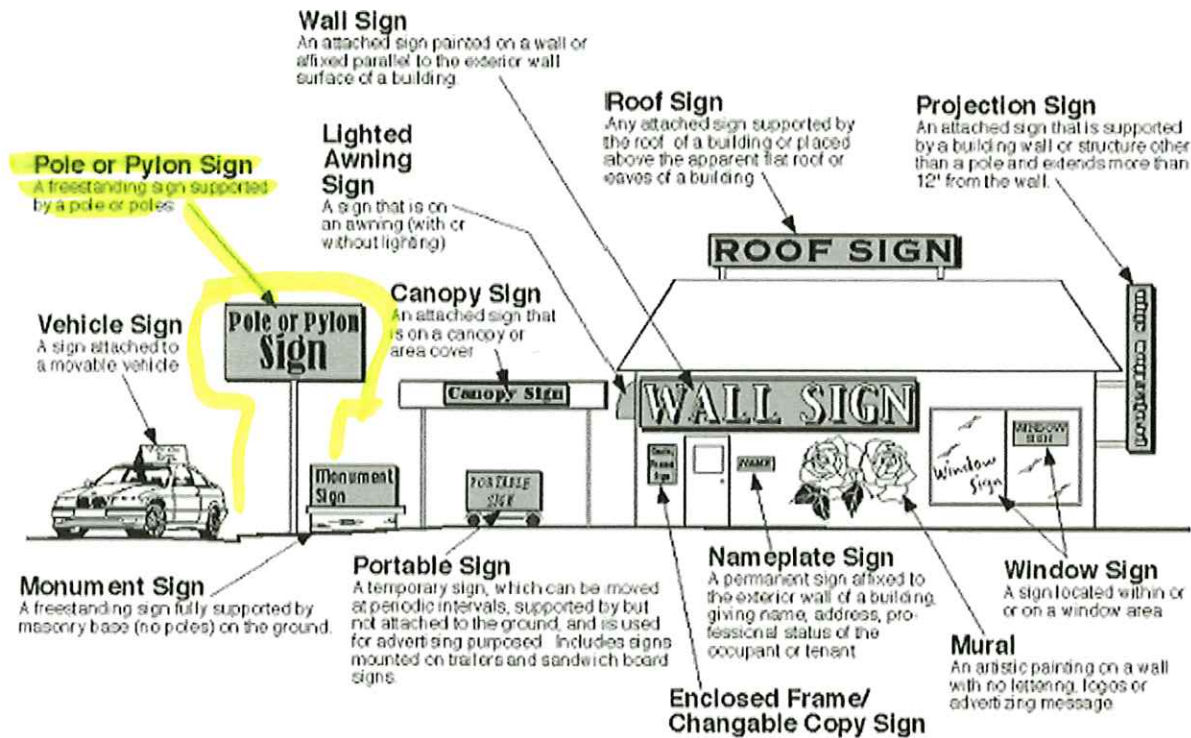 Wall Sign
An attached sign painted on a wall or
affixed parallel to the exterior wall
surface of a building.
Roof Sign
Any attached sign supported by
the roof of a building or placed
above the apparent flat roof or
eaves of a building
Projection Sign
An attached sign that is supported
by a building wall or structure other
than a pole and extends more than
12" from the wall.
Lighted
Awning
Sign
A sign that is on
an awning (with or
without lighting)
Pole or Pylon Sign
A freestanding sign supported
by a pole or poles
ROOF SIGN
Canopy Sign
An attached sign that
is on a canopy or
area cover
Vehicle Sign
A sign attached to
a movable vehicle
Pole or Pylon
Sign
Canopy Sign
WALL SIGN
WINDOW
SIGN
Window
Sign
NAME
Monument
Sign
PORTABLE
SIGN
Monument Sign
A freestanding sign fully supported by
masonry base (no poles) on the ground.
Portable Sign
A temporary sign, which can be moved
at periodic intervals, supported by but
not attached to the ground, and is used
for advertising purposed. Includes signs
mounted on trailers and sandwich board
signs.
Nameplate Sign
A permanent sign affixed to
the exterior wall of a building,
giving name, address, pro-
fessional status of the
occupant or tenant
Window Sign
A sign located within or
or on a window area
Mural
An artistic painting on a wall
with no lettering, logos or
advertizing message
Enclosed Frame/
Changable Copy Sign